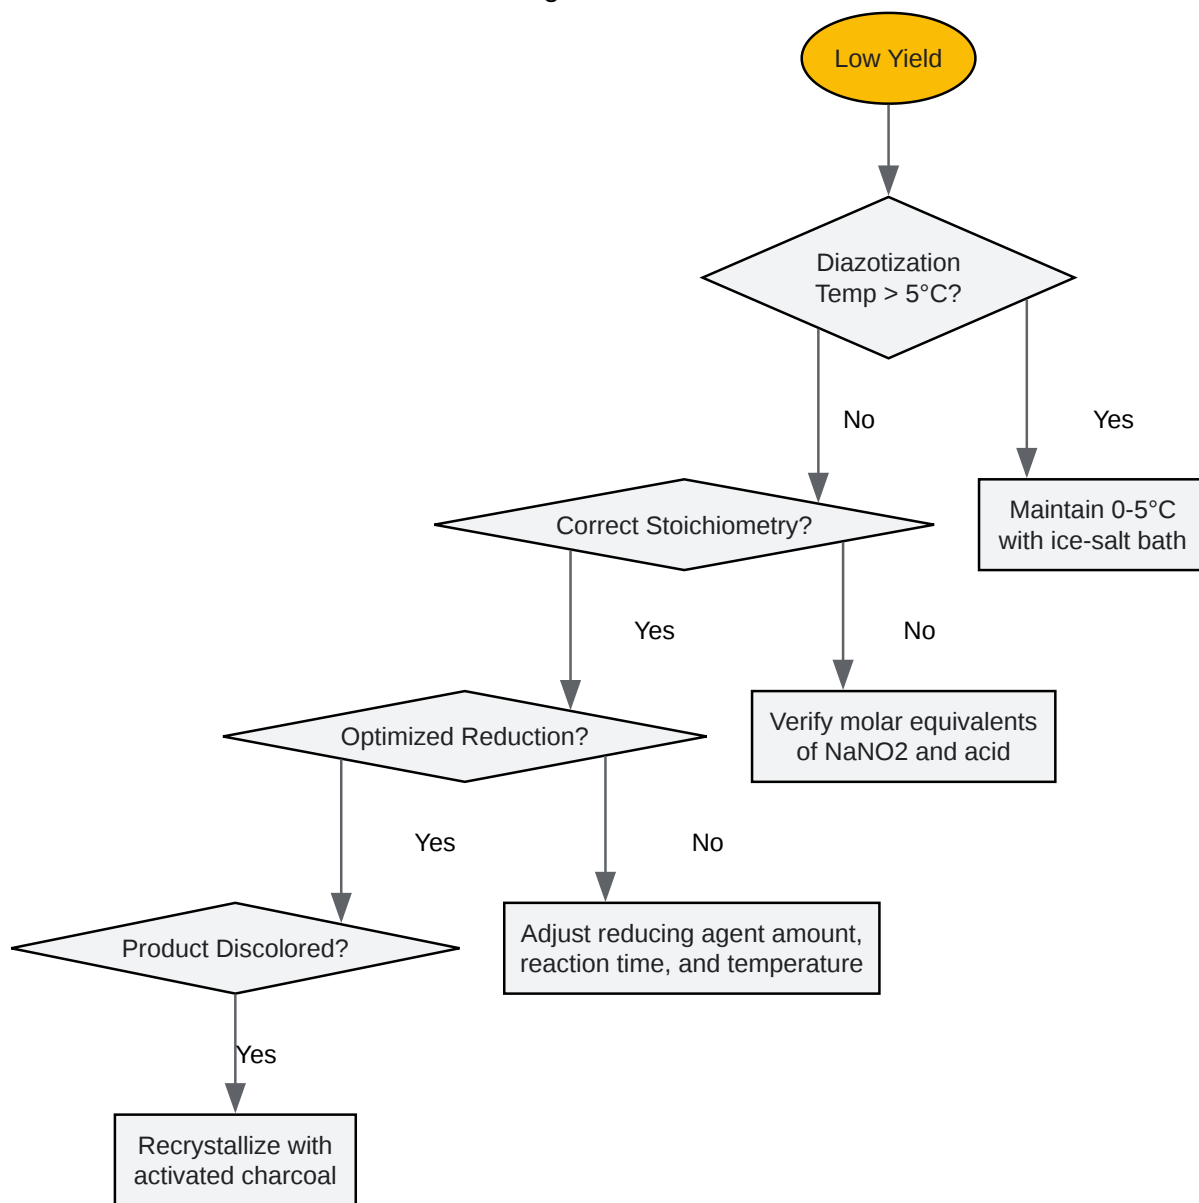 Low Yield
Diazotization
Temp > 5°C?
No
Yes
Maintain 0-5°C
with ice-salt bath
Correct Stoichiometry?
Yes
No
Verify molar equivalents
of NaNO2 and acid
Optimized Reduction?
Yes
No
Adjust reducing agent amount,
reaction time, and temperature
Product Discolored?
Yes
Recrystallize with
activated charcoal